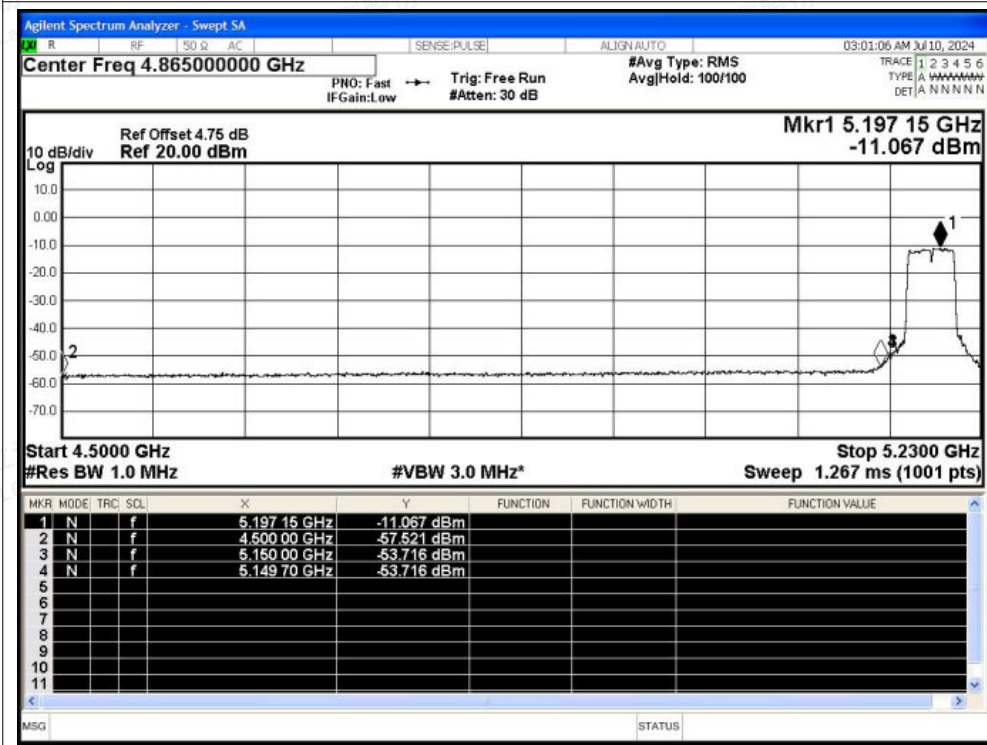 Agilent Spectrum Analyzer - Swept SA
LXI R RF 50 Ω AC SENSE:PULSE ALIGN AUTO 03:01:06 AM Jul 10, 2024
Center Freq 4.865000000 GHz #Avg Type: RMS TRACE 1 2 3 4 5 6
PNO: Fast Trig: Free Run Avg|Hold: 100/100 TYPE A WWWWW
IFGain:Low #Atten: 30 dB DET A N N N N N
Mkr1 5.197 15 GHz
Ref Offset 4.75 dB
10 dB/div Ref 20.00 dBm -11.067 dBm
Log
10.0
0.00
1
-10.0
-20.0
-30.0
-40.0
3
-50.0
2
-60.0
-70.0
Start 4.5000 GHz Stop 5.2300 GHz
#Res BW 1.0 MHz #VBW 3.0 MHz* Sweep 1.267 ms (1001 pts)
MKR MODE TRC SCL X Y FUNCTION FUNCTION WIDTH FUNCTION VALUE
1 N f 5.197 15 GHz -11.067 dBm
2 N f 4.500 00 GHz -57.521 dBm
3 N f 5.150 00 GHz -53.716 dBm
4 N f 5.149 70 GHz -53.716 dBm
5
6
7
8
9
10
11
MSG STATUS